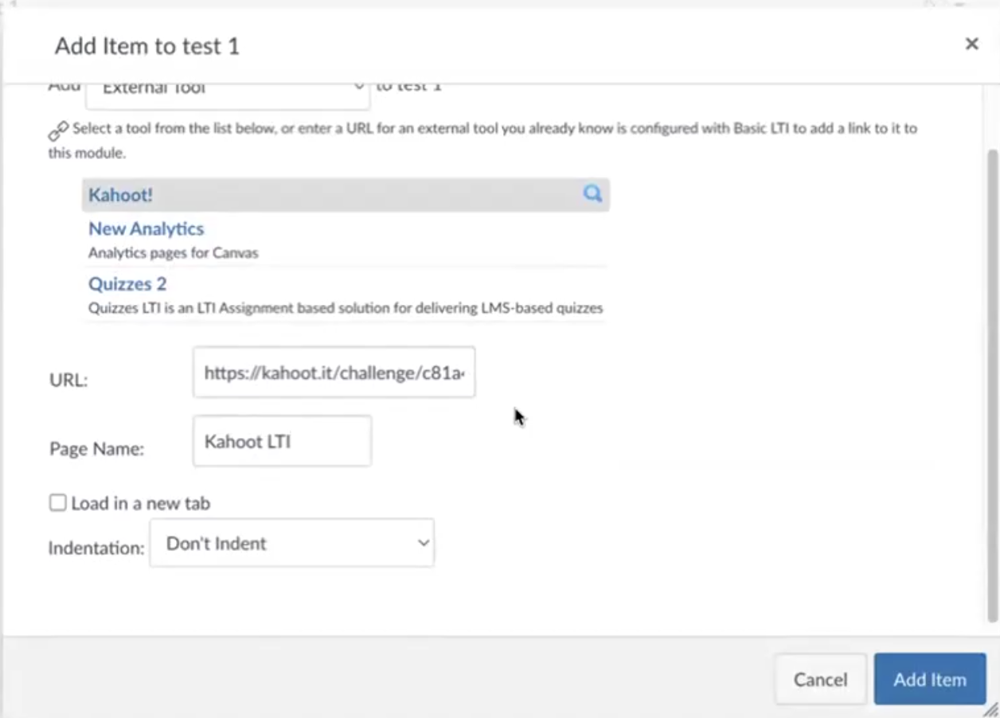 Add Item to test 1
Add External Tool to test 1
Select a tool from the list below, or enter a URL for an external tool you already know is configured with Basic LTI to add a link to it to
this module.
Kahoot!
New Analytics
Analytics pages for Canvas
Quizzes 2
Quizzes LTI is an LTI Assignment based solution for delivering LMS-based quizzes
URL: https://kahoot.it/challenge/c81a
Page Name: Kahoot LTI
Load in a new tab
Indentation: Don't Indent
Cancel Add Item